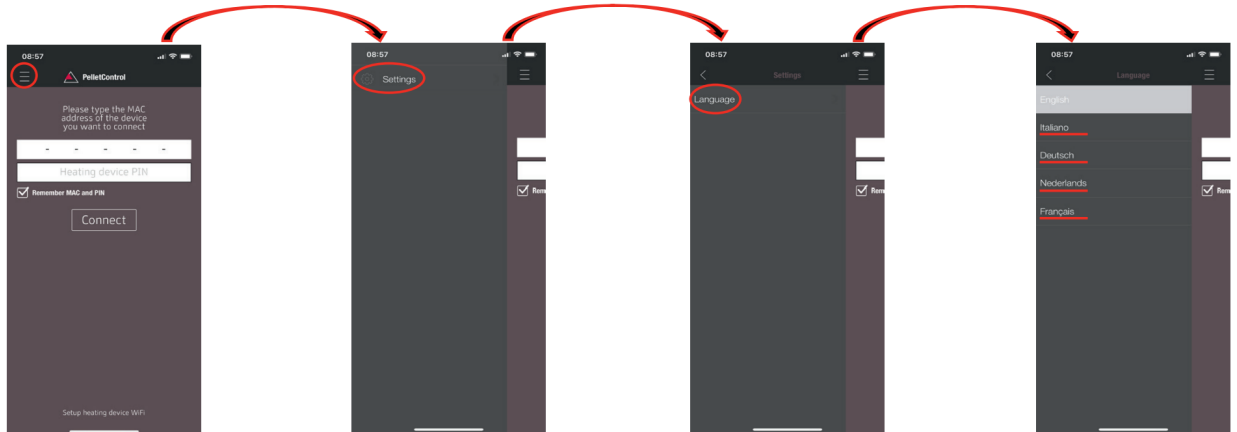 08:57
PelletControl
Please type the MAC
address of the device
you want to connect
- - - - -
Heating device PIN
Remember MAC and PIN
Connect
Setup heating device WiFi
08:57
Settings
08:57
Settings
Language
Rem
08:57
Language
English
Italiano
Deutsch
Nederlands
Français
Rem